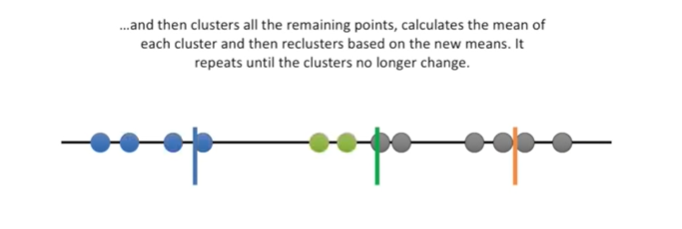 ...and then clusters all the remaining points, calculates the mean of
each cluster and then reclusters based on the new means. It
repeats until the clusters no longer change.